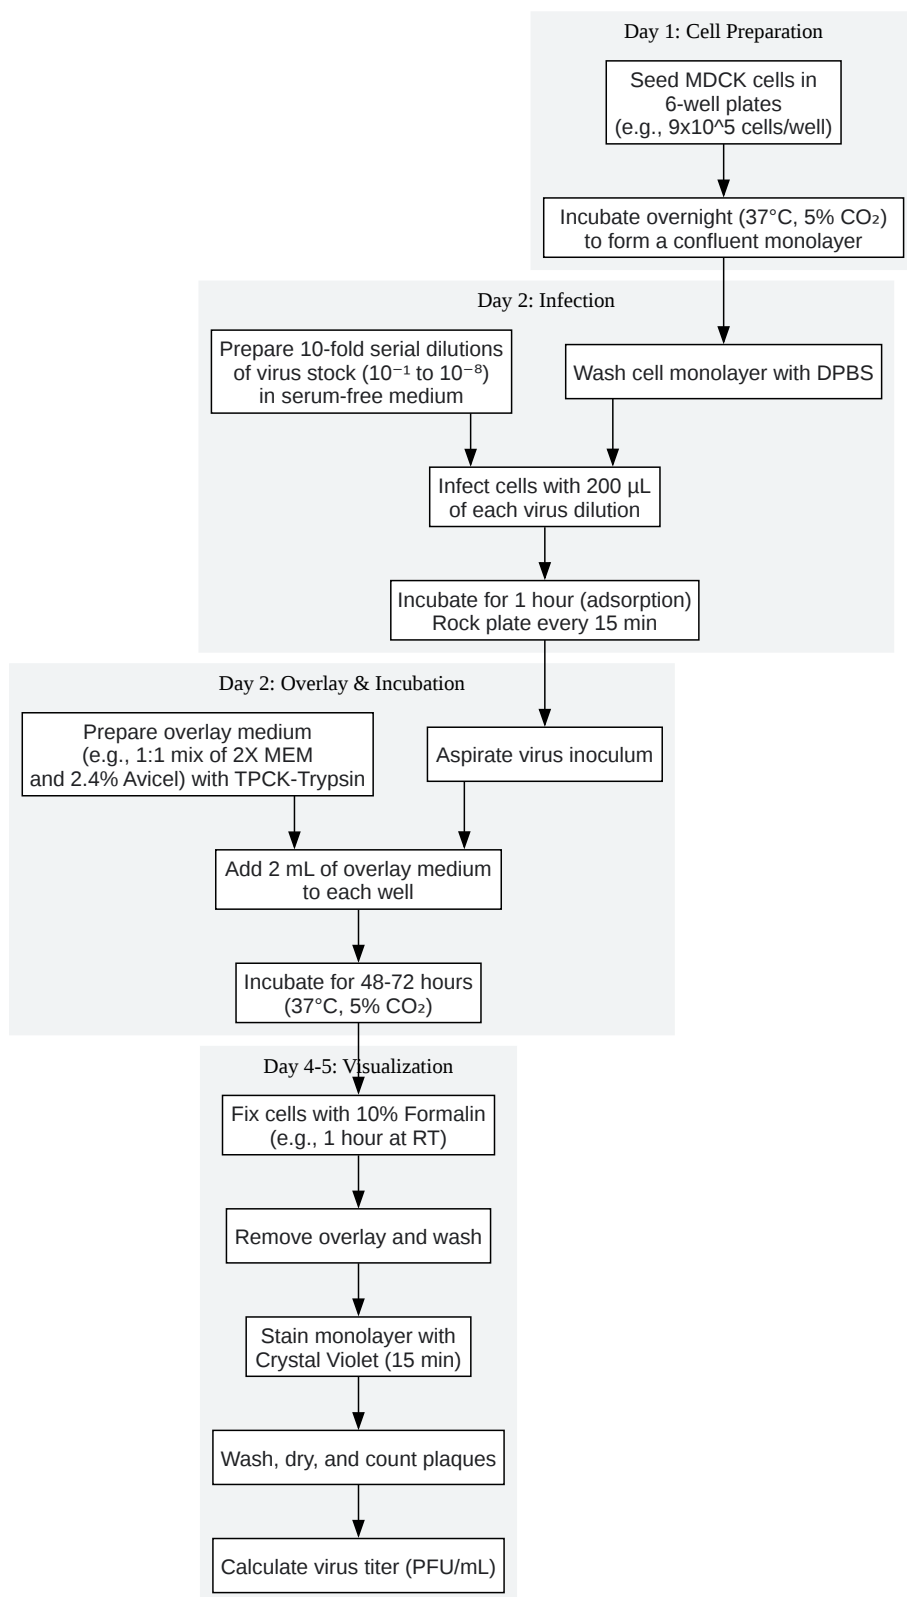 Day 1: Cell Preparation
Seed MDCK cells in
6-well plates
(e.g., 9x10^5 cells/well)
Incubate overnight (37°C, 5% CO₂)
to form a confluent monolayer
Day 2: Infection
Prepare 10-fold serial dilutions
of virus stock (10⁻¹ to 10⁻⁸)
in serum-free medium
Wash cell monolayer with DPBS
Infect cells with 200 µL
of each virus dilution
Incubate for 1 hour (adsorption)
Rock plate every 15 min
Day 2: Overlay & Incubation
Prepare overlay medium
(e.g., 1:1 mix of 2X MEM
and 2.4% Avicel) with TPCK-Trypsin
Aspirate virus inoculum
Add 2 mL of overlay medium
to each well
Incubate for 48-72 hours
(37°C, 5% CO₂)
Day 4-5: Visualization
Fix cells with 10% Formalin
(e.g., 1 hour at RT)
Remove overlay and wash
Stain monolayer with
Crystal Violet (15 min)
Wash, dry, and count plaques
Calculate virus titer (PFU/mL)